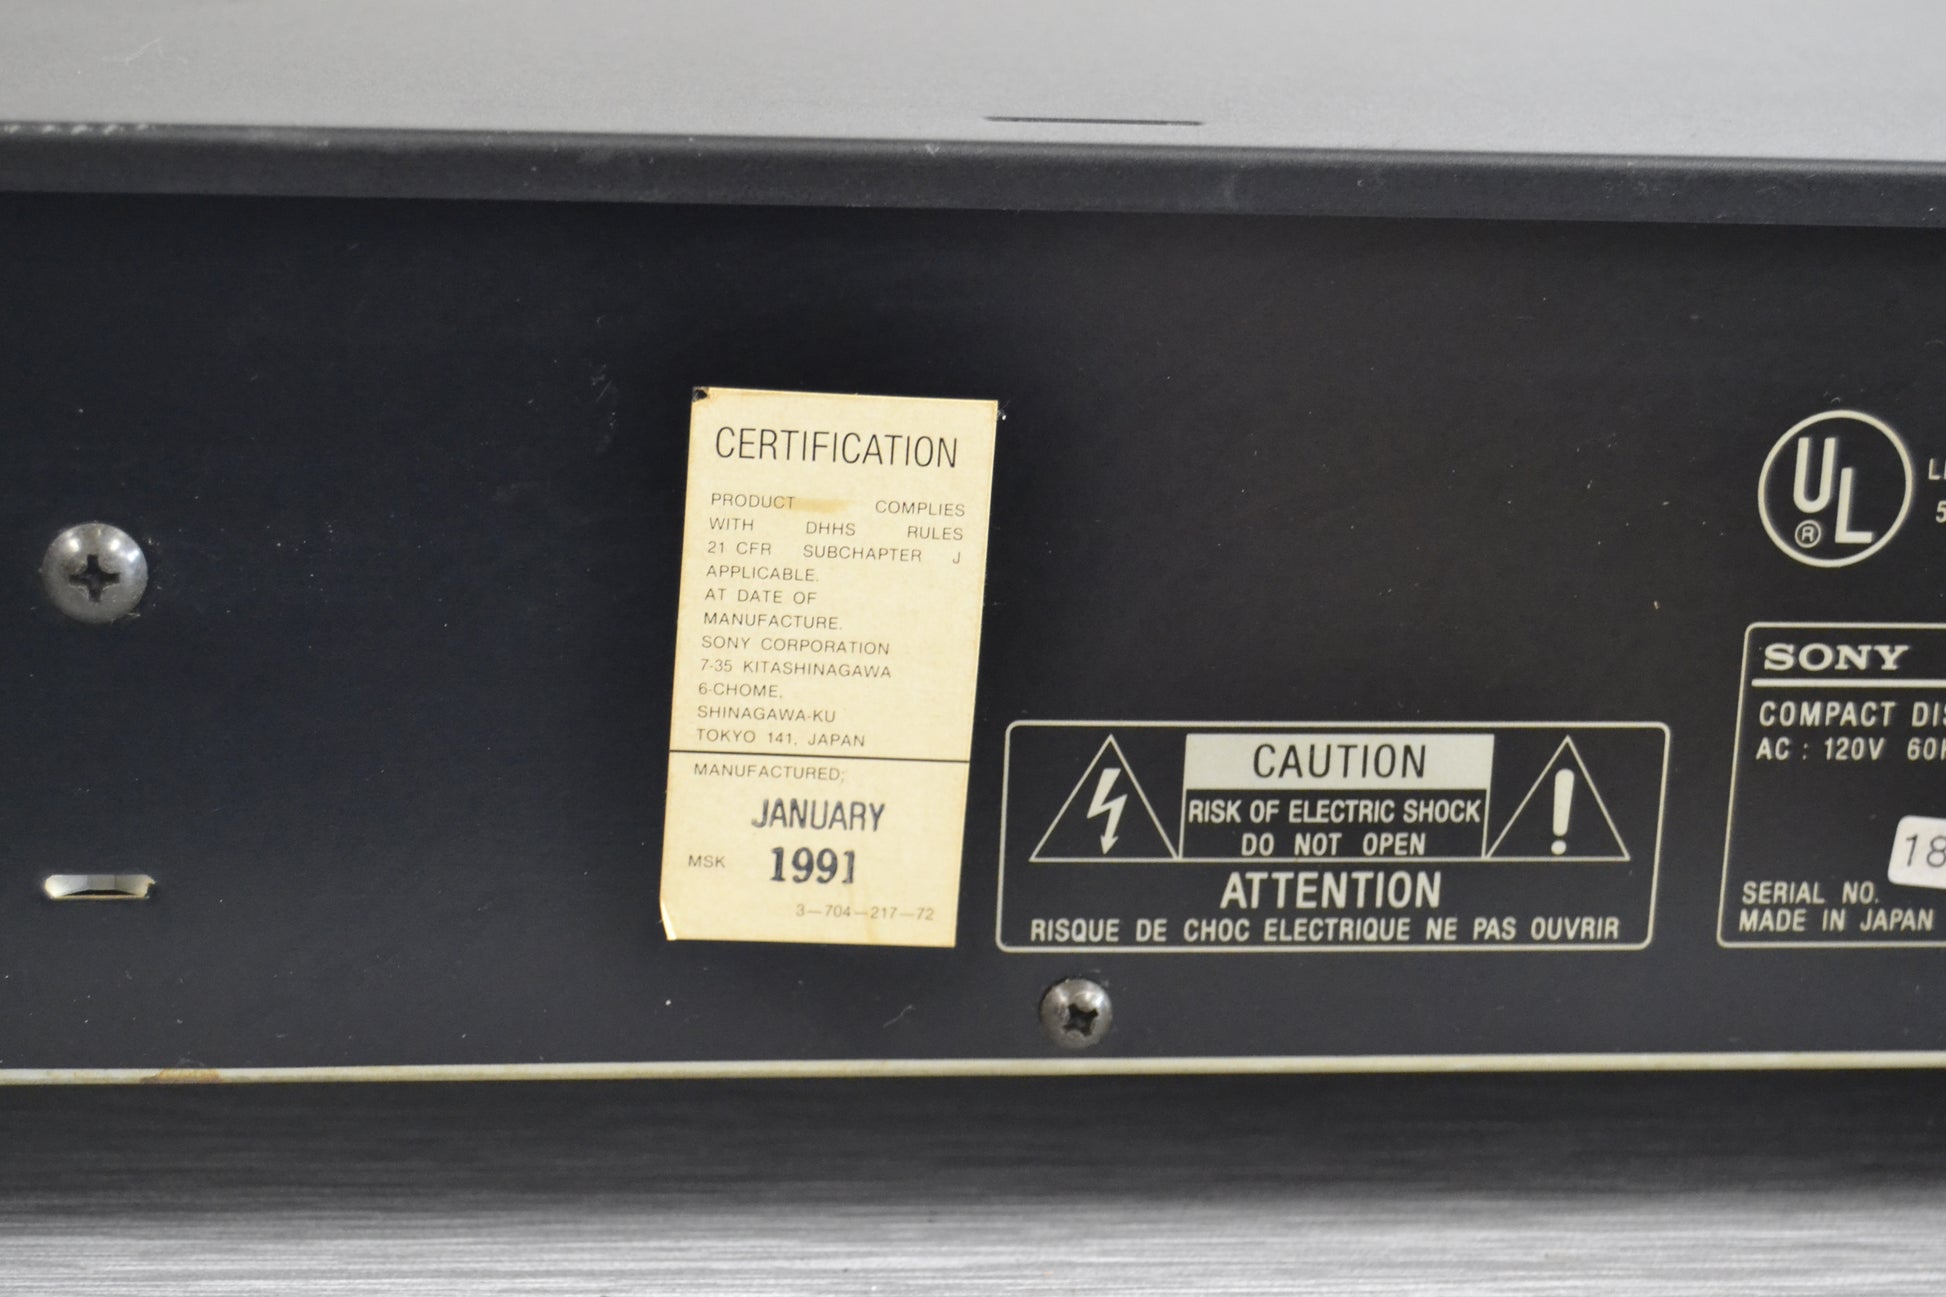 CERTIFICATION
PRODUCT COMPLIES
WITH DHHS RULES
21 CFR SUBCHAPTER J
APPLICABLE.
AT DATE OF
MANUFACTURE.
SONY CORPORATION
7-35 KITASHINAGAWA
6-CHOME,
SHINAGAWA-KU
TOKYO 141, JAPAN
MANUFACTURED;
JANUARY
MSK 1991
3-704-217-72
CAUTION
RISK OF ELECTRIC SHOCK
DO NOT OPEN
ATTENTION
RISQUE DE CHOC ELECTRIQUE NE PAS OUVRIR
UL
®
SONY
COMPACT
AC : 120V
18
SERIAL NO.
MADE IN JAPAN